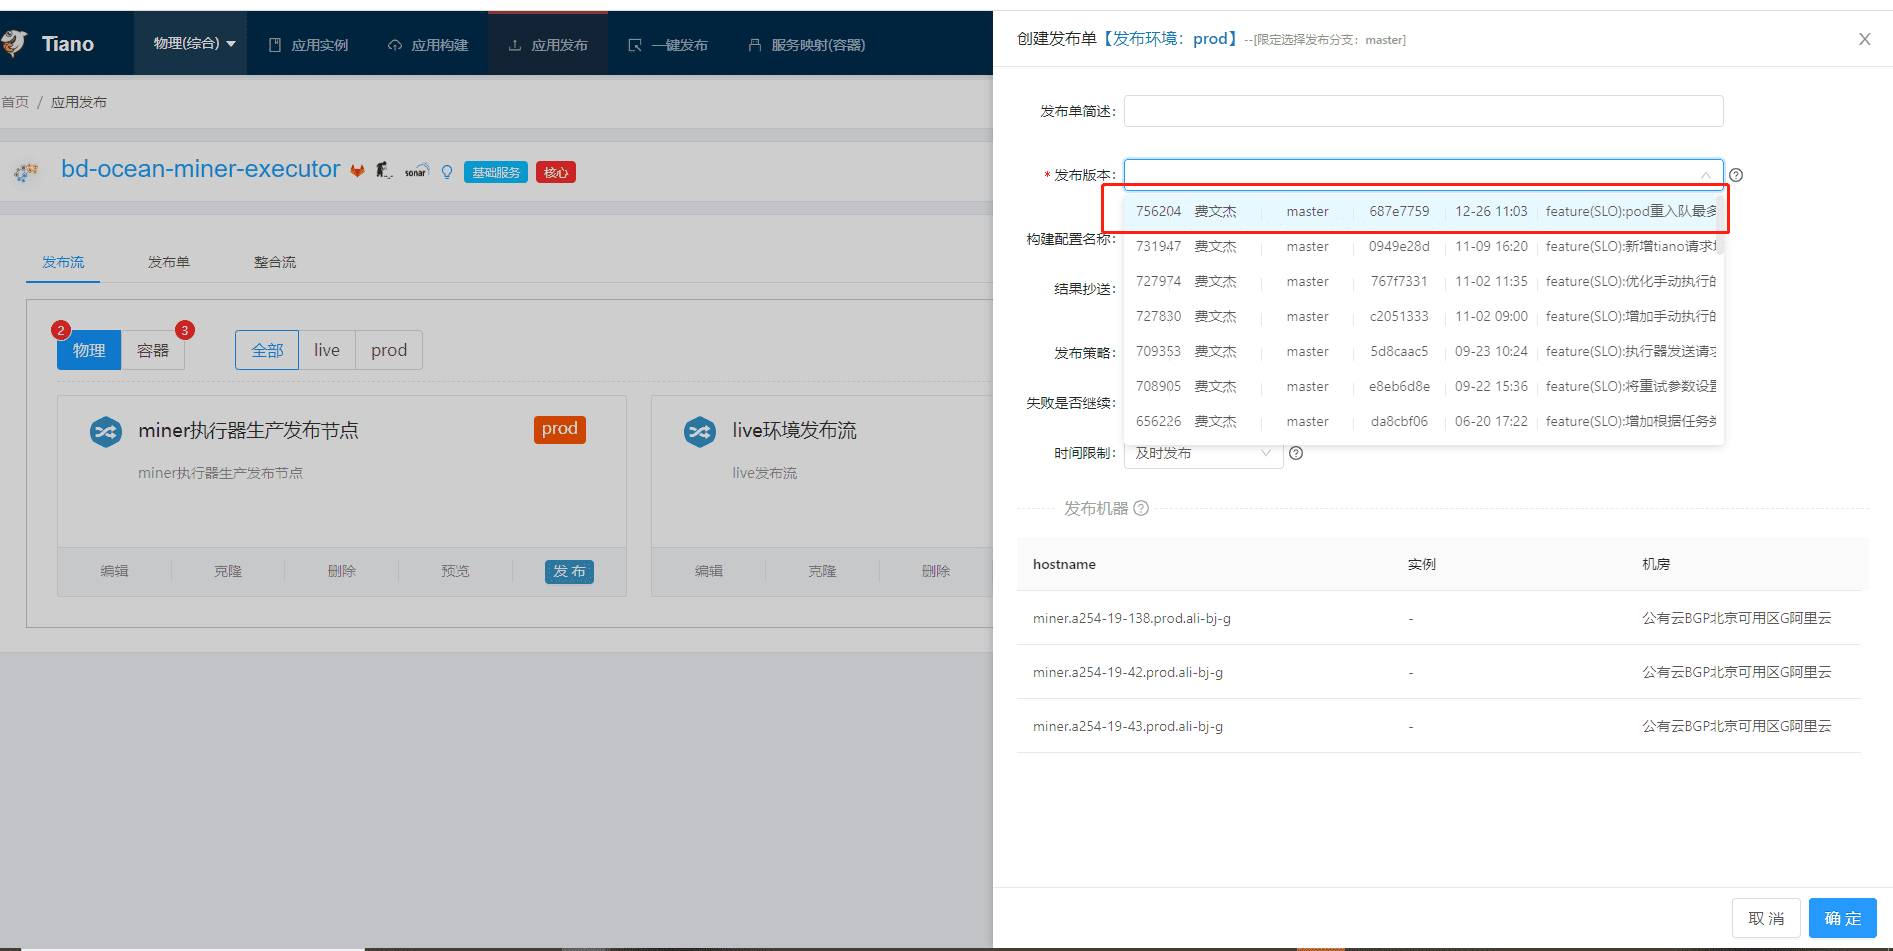 Tiano
物理(综合)
应用实例
应用构建
应用发布
一键发布
服务映射(容器)
首页 / 应用发布
bd-ocean-miner-executor
sonar
基础服务
核心
发布流
发布单
整合流
2
物理
3
容器
全部
live
prod
miner执行器生产发布节点
prod
miner执行器生产发布节点
编辑
克隆
删除
预览
发 布
live环境发布流
live发布流
编辑
克隆
删除
创建发布单【发布环境：prod】--[限定选择发布分支：master]
X
发布单简述:
* 发布版本:
756204 费文杰 master 687e7759 12-26 11:03 feature(SLO):pod重入队最多
构建配置名称:
731947 费文杰 master 0949e28d 11-09 16:20 feature(SLO):新增tiano请求
结果抄送:
727974 费文杰 master 767f7331 11-02 11:35 feature(SLO):优化手动执行的
727830 费文杰 master c2051333 11-02 09:00 feature(SLO):增加手动执行的
发布策略:
709353 费文杰 master 5d8caac5 09-23 10:24 feature(SLO):执行器发送请求
708905 费文杰 master e8eb6d8e 09-22 15:36 feature(SLO):将重试参数设置
失败是否继续:
656226 费文杰 master da8cbf06 06-20 17:22 feature(SLO):增加根据任务类
时间限制:
及时发布
发布机器
hostname 实例 机房
miner.a254-19-138.prod.ali-bj-g - 公有云BGP北京可用区G阿里云
miner.a254-19-42.prod.ali-bj-g - 公有云BGP北京可用区G阿里云
miner.a254-19-43.prod.ali-bj-g - 公有云BGP北京可用区G阿里云
取 消
确 定